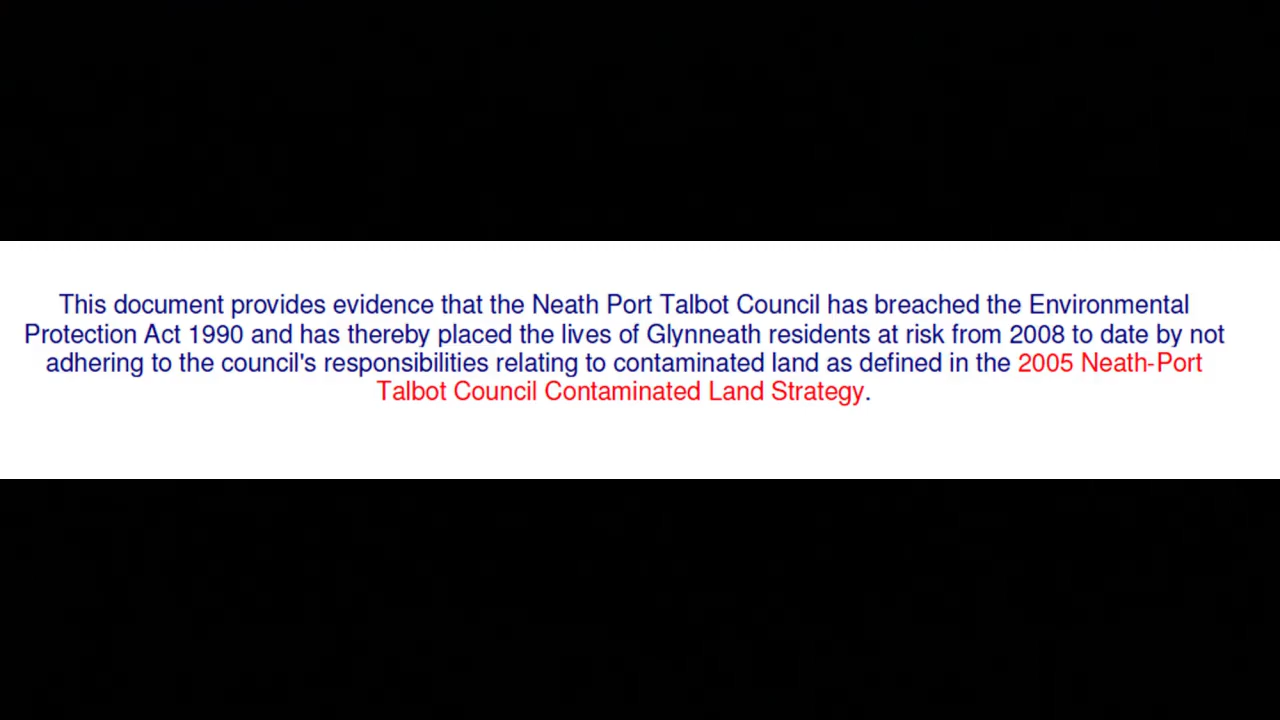 This document provides evidence that the Neath Port Talbot Council has breached the Environmental
Protection Act 1990 and has thereby placed the lives of Glynneath residents at risk from 2008 to date by not
adhering to the council's responsibilities relating to contaminated land as defined in the 2005 Neath-Port
Talbot Council Contaminated Land Strategy.